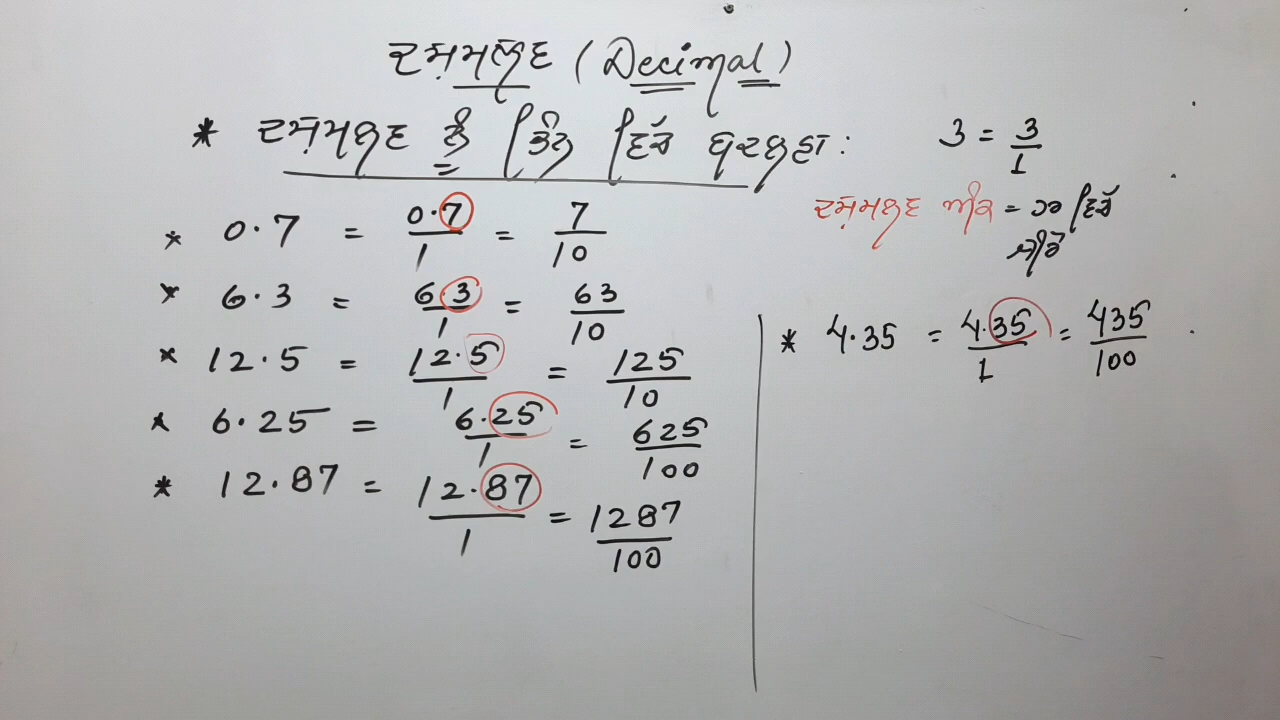 ਦਸ਼ਮਲਵ (Decimal)
* ਦਸ਼ਮਲਵ ਨੂੰ ਭਿੰਨ ਵਿੱਚ ਬਦਲਣਾ :
* 0.7 = 0.7/1 = 7/10
* 6.3 = 6.3/1 = 63/10
* 12.5 = 12.5/1 = 125/10
* 6.25 = 6.25/1 = 625/100
* 12.87 = 12.87/1 = 1287/100
3 = 3/1
ਦਸ਼ਮਲਵ ਅੰਕ = ਹਰ ਵਿੱਚ
ਸੀਰੋ
* 4.35 = 4.35/1 = 435/100